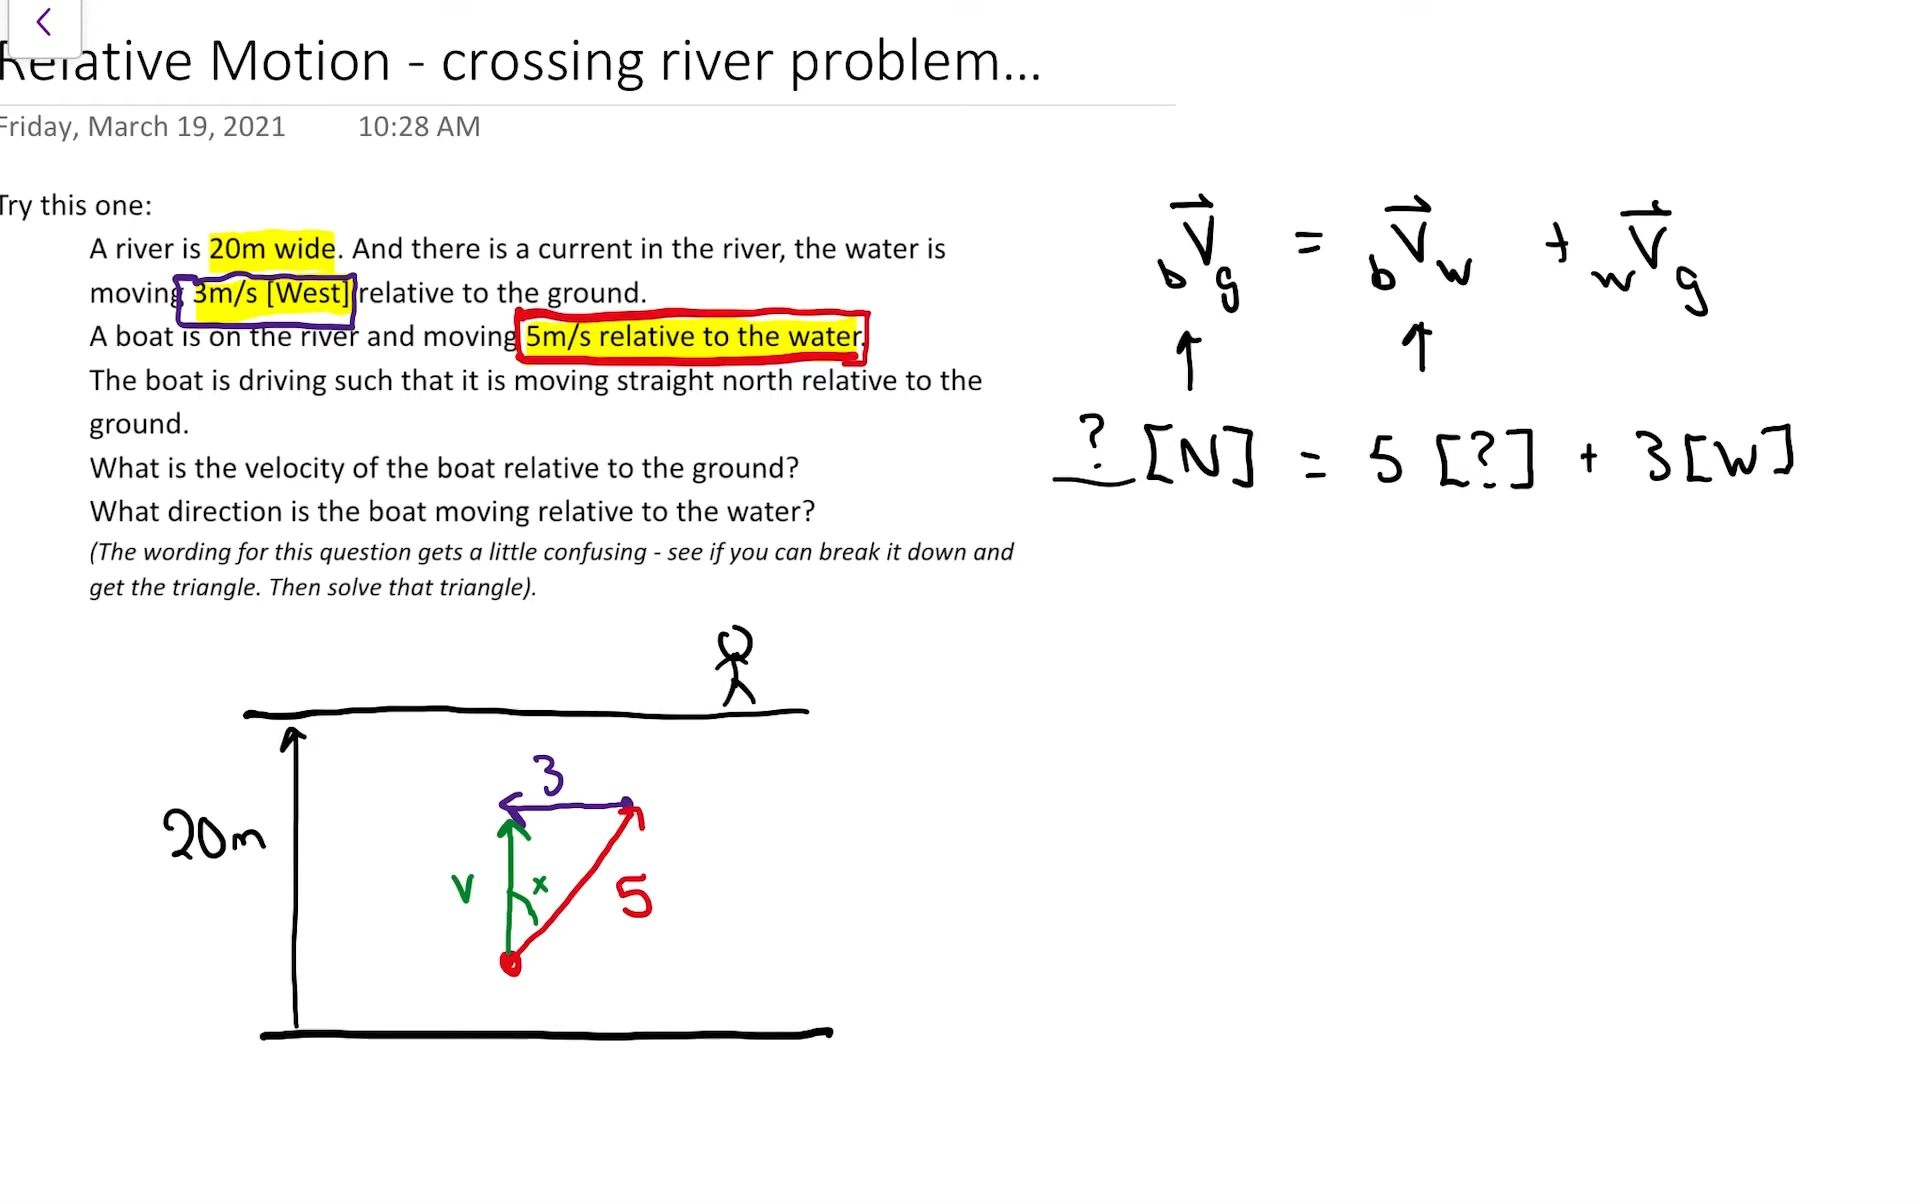 Relative Motion - crossing river problem...
Friday, March 19, 2021 10:28 AM
Try this one:
A river is 20m wide. And there is a current in the river, the water is
moving 3m/s [West] relative to the ground.
A boat is on the river and moving 5m/s relative to the water.
The boat is driving such that it is moving straight north relative to the
ground.
What is the velocity of the boat relative to the ground?
What direction is the boat moving relative to the water?
(The wording for this question gets a little confusing - see if you can break it down and
get the triangle. Then solve that triangle).
b V g = b V w + w V g
? [N] = 5 [?] + 3 [W]
3
20m
V
x
5